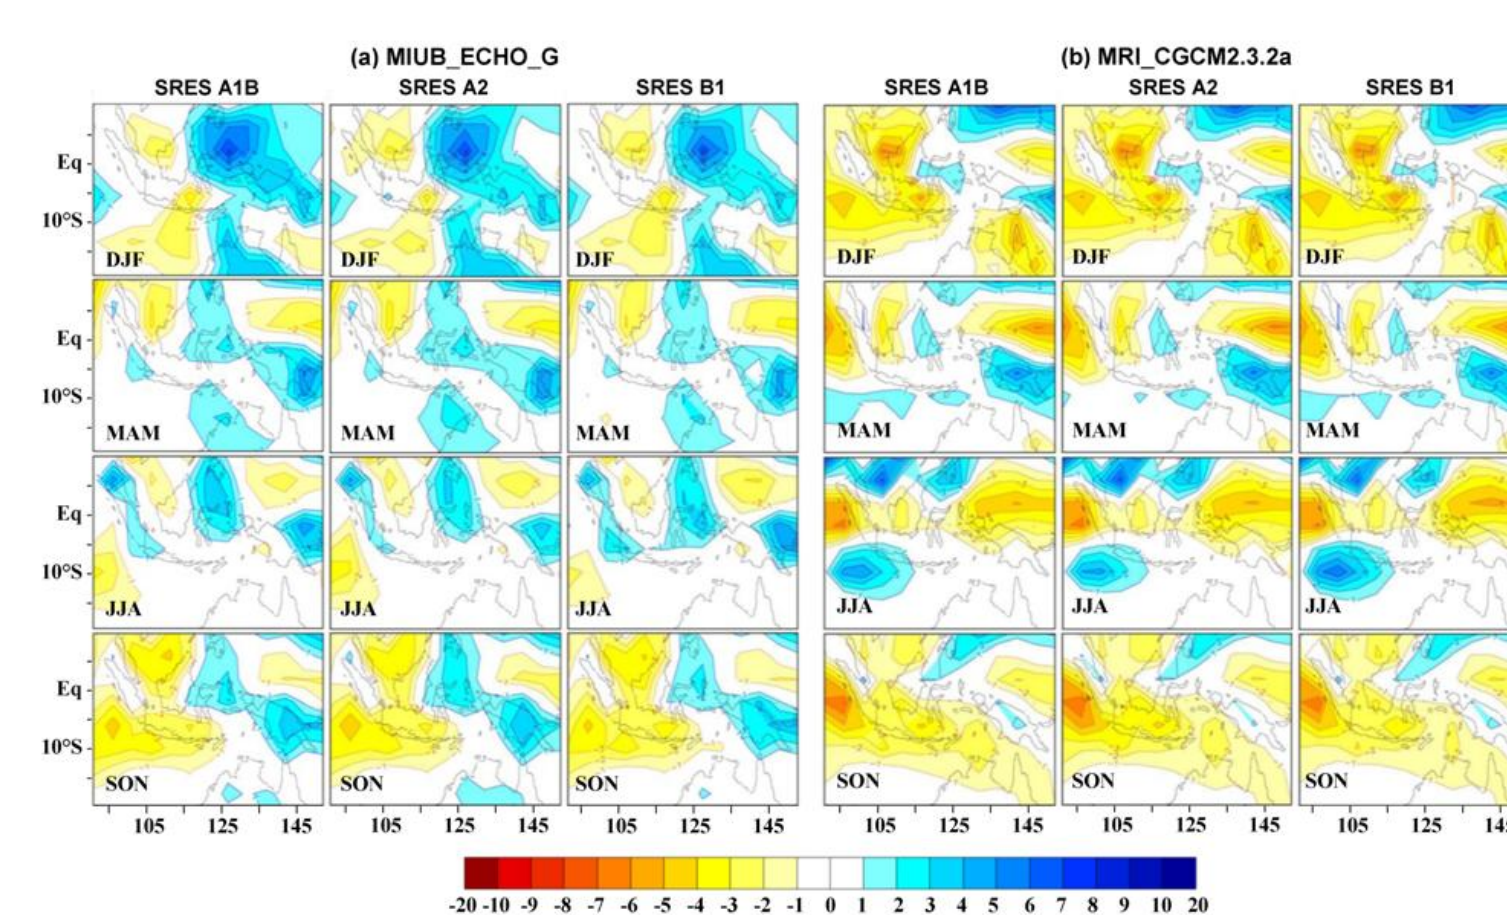 (a) MIUB_ECHO_G (b) MRI_CGCM2.3.2a
SRES A1B SRES A2 SRES B1 SRES A1B SRES A2 SRES B1
Eq
10°S
DJF DJF DJF DJF DJF DJF
Eq
10°S
MAM MAM MAM MAM MAM MAM
Eq
10°S
JJA JJA JJA JJA JJA JJA
Eq
10°S
SON SON SON SON SON SON
105 125 145 105 125 145 105 125 145 105 125 145 105 125 145 105 125
-20 -10 -9 -8 -7 -6 -5 -4 -3 -2 -1 0 1 2 3 4 5 6 7 8 9 10 20